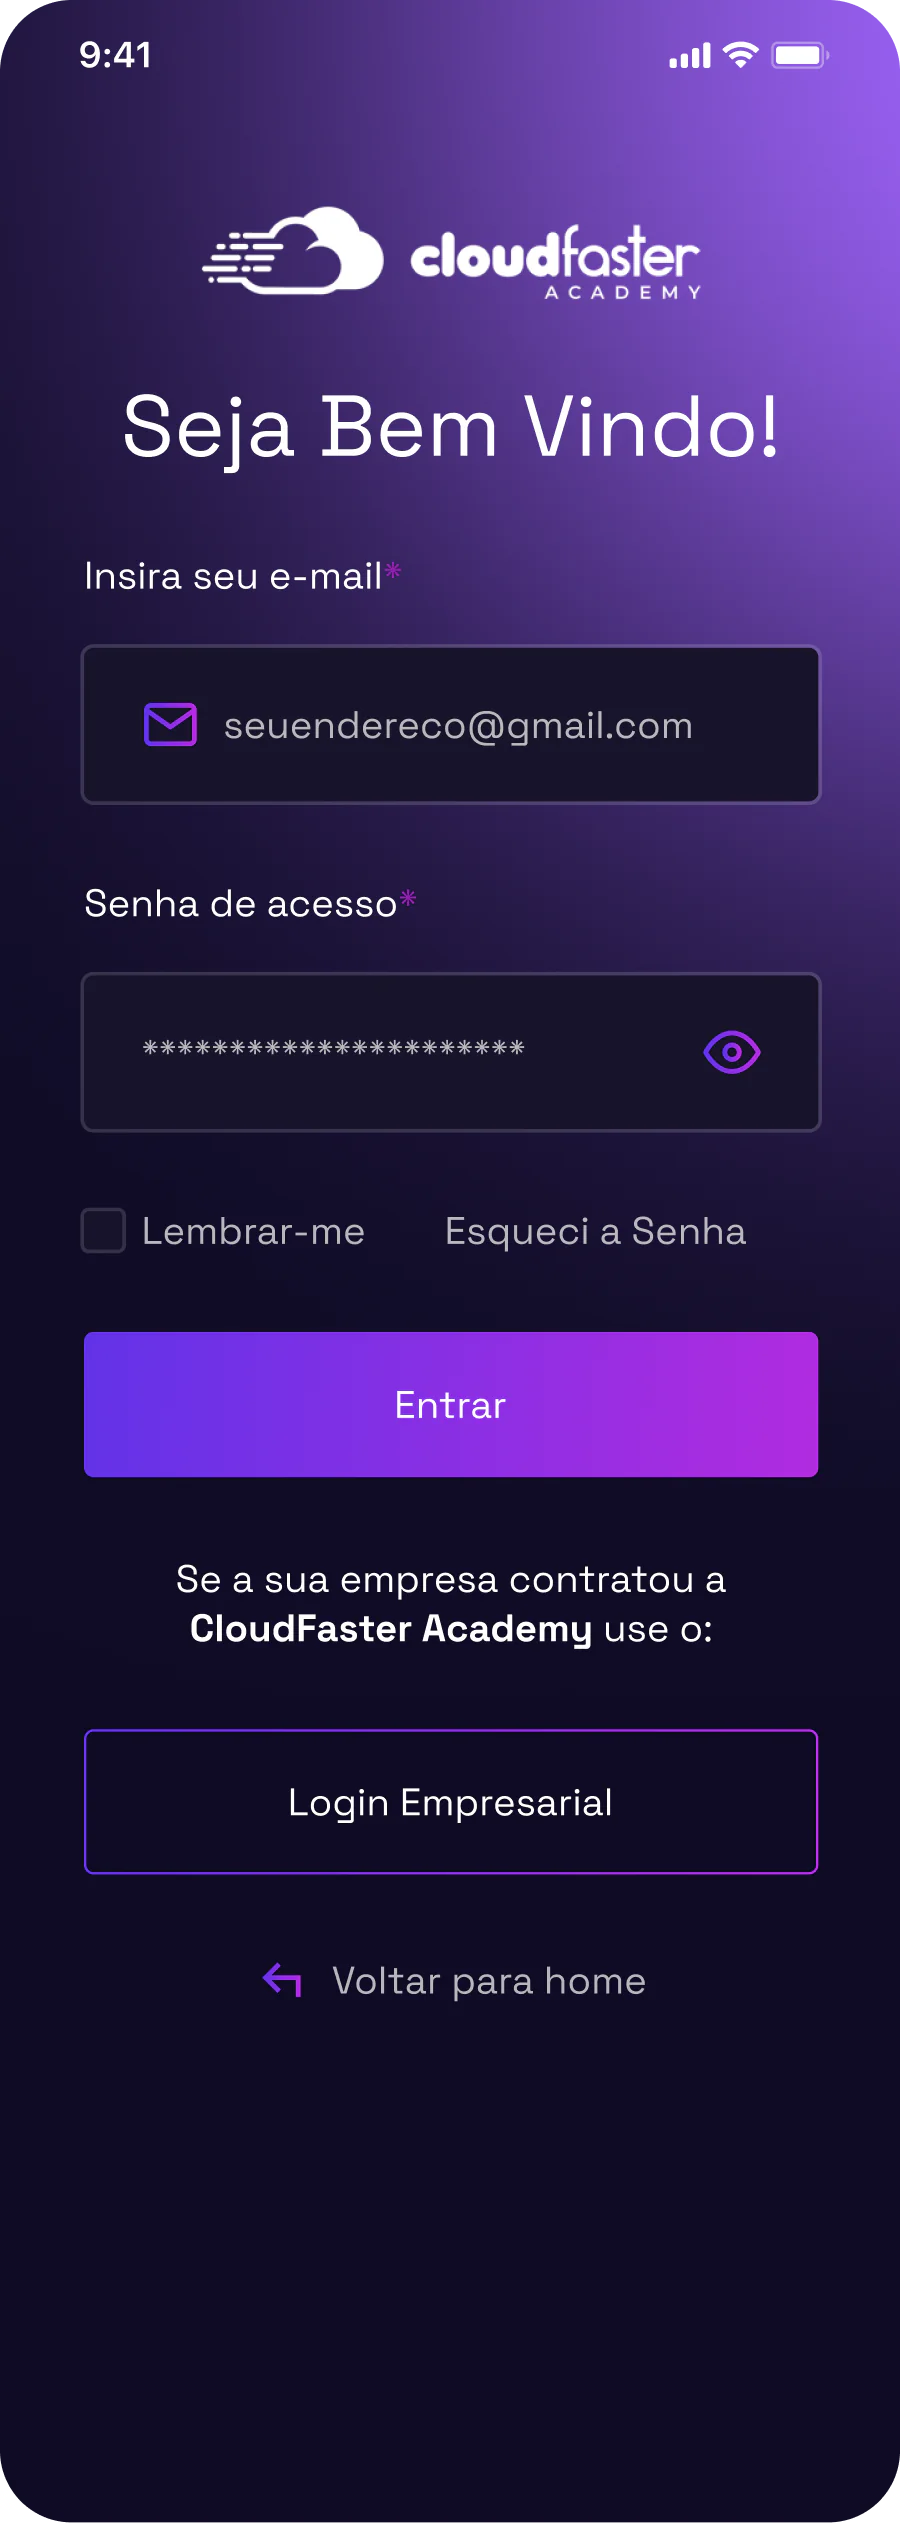 9:41
cloudfaster
ACADEMY
Seja Bem Vindo!
Insira seu e-mail*
seuendereco@gmail.com
Senha de acesso*
**********************
Lembrar-me
Esqueci a Senha
Entrar
Se a sua empresa contratou a
CloudFaster Academy use o:
Login Empresarial
Voltar para home